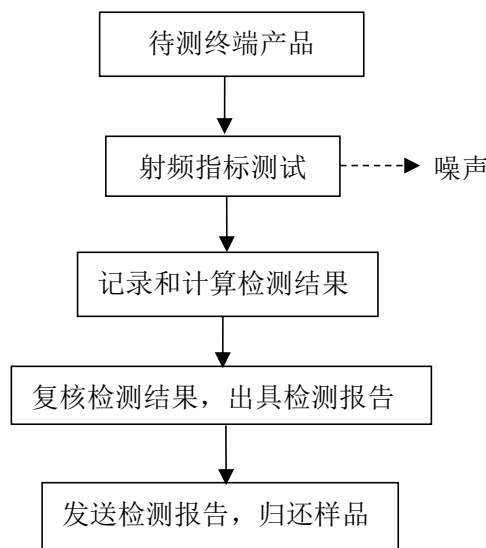 待测终端产品
射频指标测试
噪声
记录和计算检测结果
复核检测结果，出具检测报告
发送检测报告，归还样品